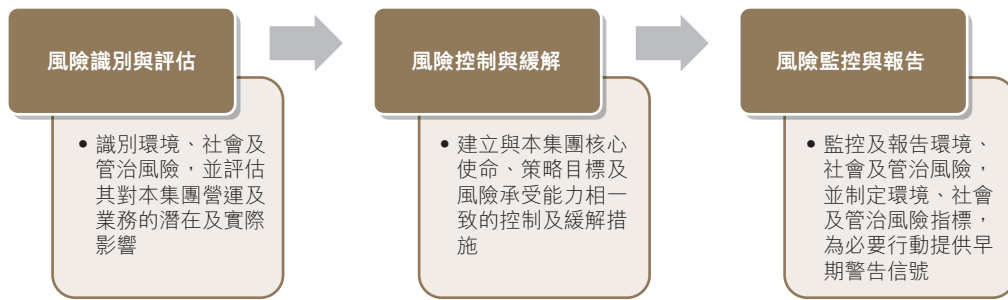 風險識別與評估
• 識別環境、社會及
管治風險，並評估
其對本集團營運及
業務的潛在及實際
影響
風險控制與緩解
• 建立與本集團核心
使命、策略目標及
風險承受能力相一
致的控制及緩解措
施
風險監控與報告
• 監控及報告環境、
社會及管治風險，
並制定環境、社會
及管治風險指標，
為必要行動提供早
期警告信號